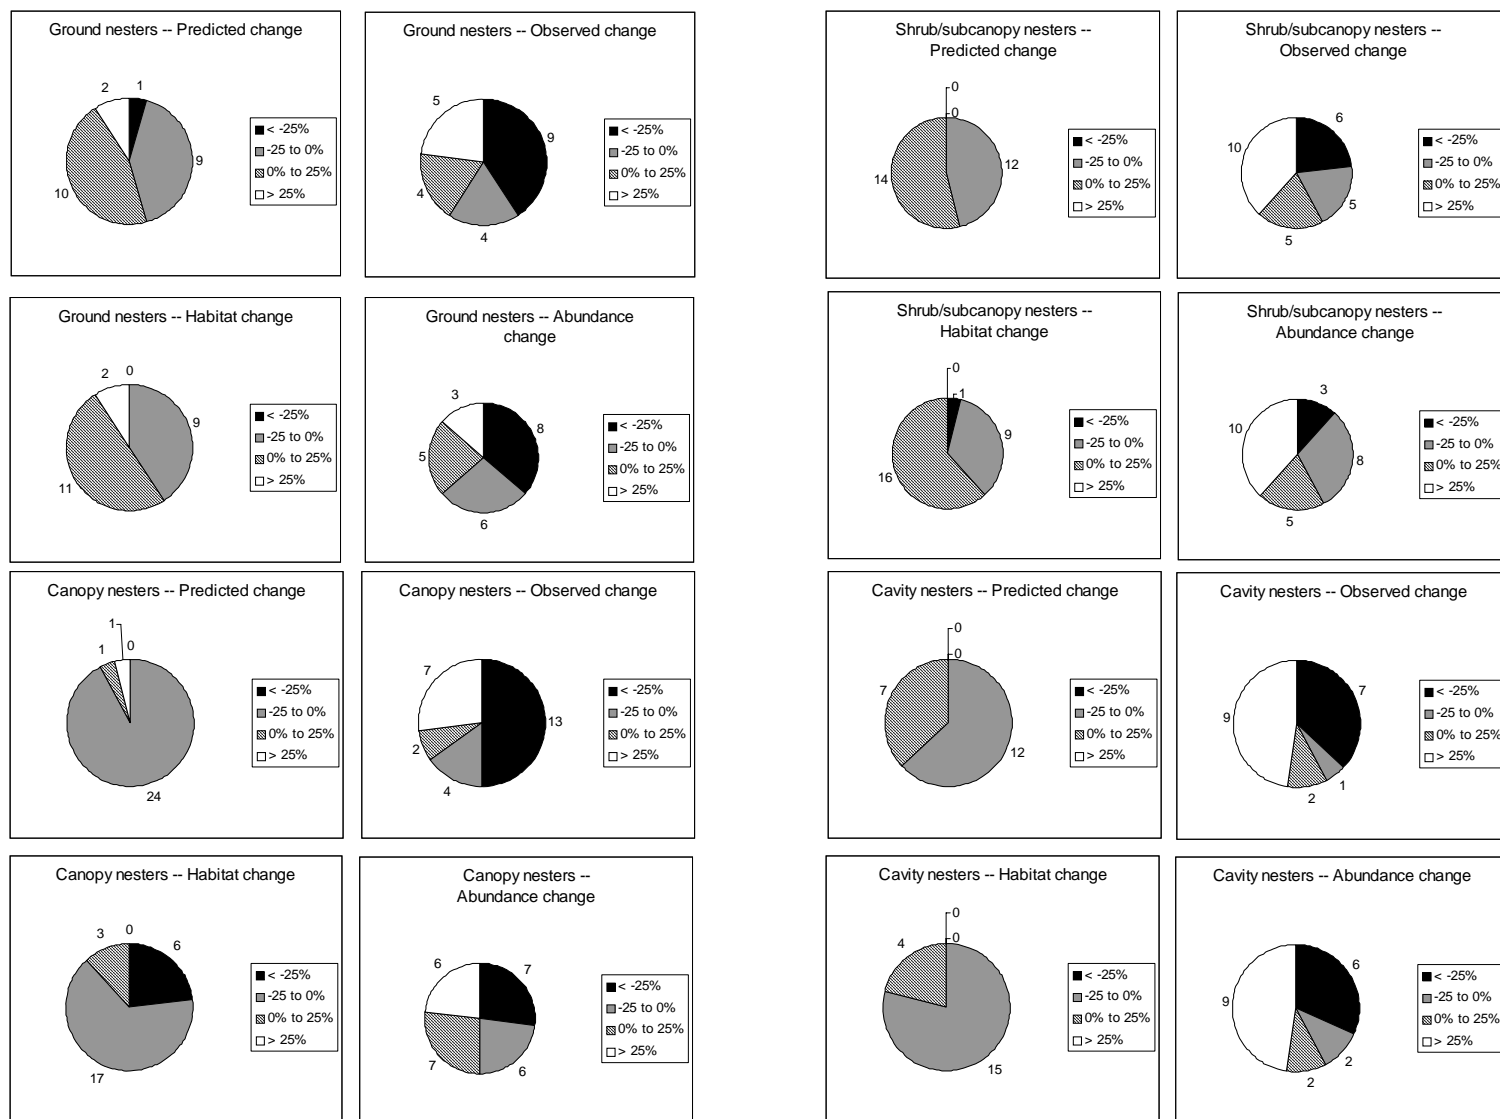 Ground nesters -- Predicted change
2
1
9
10
< -25%
-25 to 0%
0% to 25%
> 25%
Ground nesters -- Observed change
5
9
4
4
< -25%
-25 to 0%
0% to 25%
> 25%
Shrub/subcanopy nesters --
Predicted change
0
0
14
12
< -25%
-25 to 0%
0% to 25%
> 25%
Shrub/subcanopy nesters --
Observed change
6
10
5
5
< -25%
-25 to 0%
0% to 25%
> 25%
Ground nesters -- Habitat change
2
0
9
11
< -25%
-25 to 0%
0% to 25%
> 25%
Ground nesters -- Abundance
change
3
8
5
6
< -25%
-25 to 0%
0% to 25%
> 25%
Shrub/subcanopy nesters --
Habitat change
0
1
9
16
< -25%
-25 to 0%
0% to 25%
> 25%
Shrub/subcanopy nesters --
Abundance change
3
10
8
5
< -25%
-25 to 0%
0% to 25%
> 25%
Canopy nesters -- Predicted change
1
1
0
24
< -25%
-25 to 0%
0% to 25%
> 25%
Canopy nesters -- Observed change
7
13
2
4
< -25%
-25 to 0%
0% to 25%
> 25%
Cavity nesters -- Predicted change
0
0
7
12
< -25%
-25 to 0%
0% to 25%
> 25%
Cavity nesters -- Observed change
7
9
1
2
< -25%
-25 to 0%
0% to 25%
> 25%
Canopy nesters -- Habitat change
3
0
6
17
< -25%
-25 to 0%
0% to 25%
> 25%
Canopy nesters --
Abundance change
6
7
7
6
< -25%
-25 to 0%
0% to 25%
> 25%
Cavity nesters -- Habitat change
0
0
4
15
< -25%
-25 to 0%
0% to 25%
> 25%
Cavity nesters -- Abundance change
6
9
2
2
< -25%
-25 to 0%
0% to 25%
> 25%